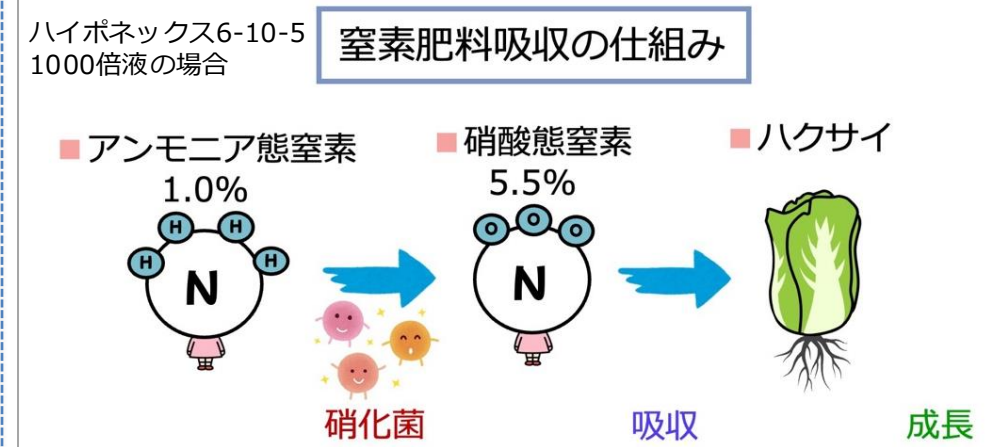 ハイポネックス6-10-5
1000倍液の場合
窒素肥料吸収の仕組み
アンモニア態窒素
1.0%
硝酸態窒素
5.5%
ハクサイ
H H H H
N
O O O
N
硝化菌
吸収
成長